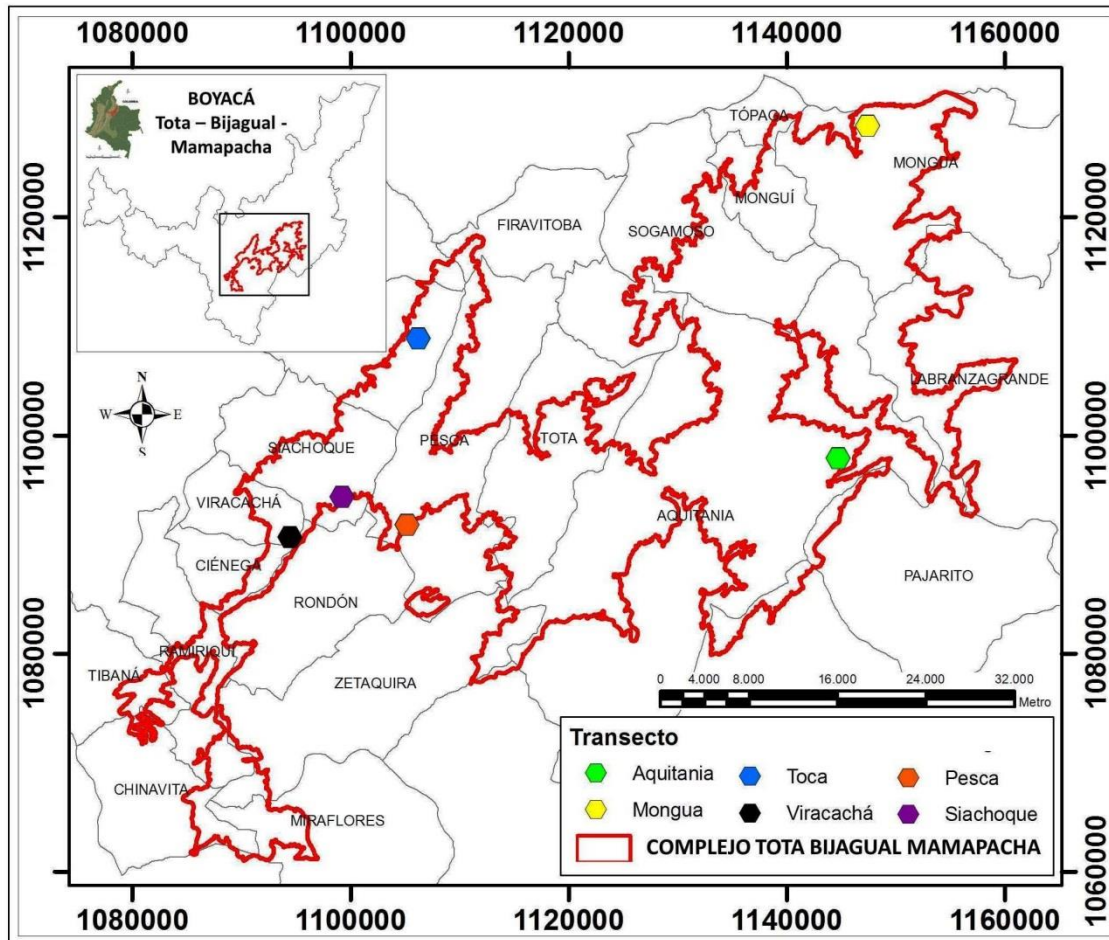 1080000 1100000 1120000 1140000 1160000
BOYACÁ
Tota – Bijagual -
Mamapacha
TÓPAGA
MONGUA
1120000
1120000
MONGUÍ
FIRAVITOBA
SOGAMOSO
N
W E
S
LABRANZAGRANDE
1100000
1100000
SIACHOQUE
PESCA
TOTA
VIRACACHÁ
AQUITANIA
CIÉNEGA
PAJARITO
RONDÓN
1080000
1080000
RAMIRIQUÍ
TIBANÁ
ZETAQUIRA
0 4.000 8.000 16.000 24.000 32.000
Metro
CHINAVITA
MIRAFLORES
Transecto
-
Aquitania Toca Pesca
Mongua Viracachá Siachoque
COMPLEJO TOTA BIJAGUAL MAMAPACHA
1060000
1060000
1080000 1100000 1120000 1140000 1160000